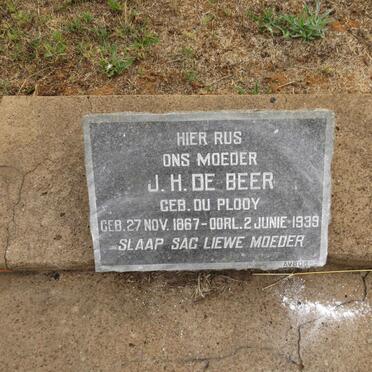 HIER RUS
ONS MOEDER
J. H. DE BEER
GEB. DU PLOOY
GEB. 27 NOV. 1867-OORL. 2 JUNIE 1939
SLAAP SAG LIEWE MOEDER